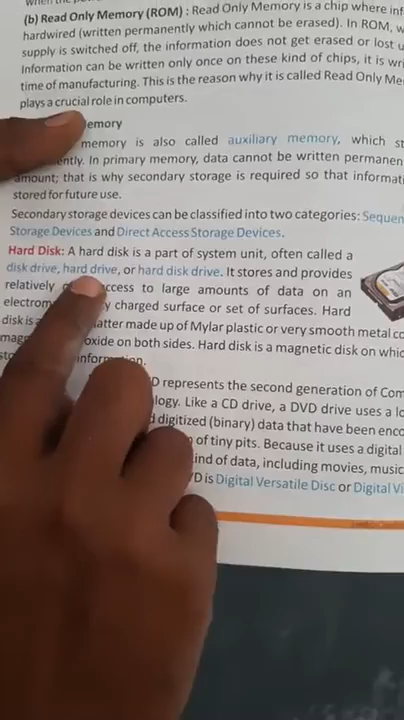 (b) Read Only Memory (ROM) : Read Only Memory is a chip where inf
hardwired (written permanently which cannot be erased). In ROM, w
supply is switched off, the information does not get erased or lost
Information can be written only once on these kind of chips, it is
time of manufacturing. This is the reason why it is called Read Only Me
plays a crucial role in computers.
emory
memory is also called auxiliary memory, which st
ently. In primary memory, data cannot be written permanen
amount; that is why secondary storage is required so that informat
stored for future use.
Secondary storage devices can be classified into two categories: Sequen
Storage Devices and Direct Access Storage Devices.
Hard Disk: A hard disk is a part of system unit, often called a
disk drive, hard drive, or hard disk drive. It stores and provides
relatively access to large amounts of data on an
electrom y charged surface or set of surfaces. Hard
disk is atter made up of Mylar plastic or very smooth metal
mag oxide on both sides. Hard disk is a magnetic disk on whic
sto information.
D represents the second generation of Com
logy. Like a CD drive, a DVD drive uses a
d digitized (binary) data that have been enco
of tiny pits. Because it uses a digital
ind of data, including movies, music
D is Digital Versatile Disc or Digital Vi